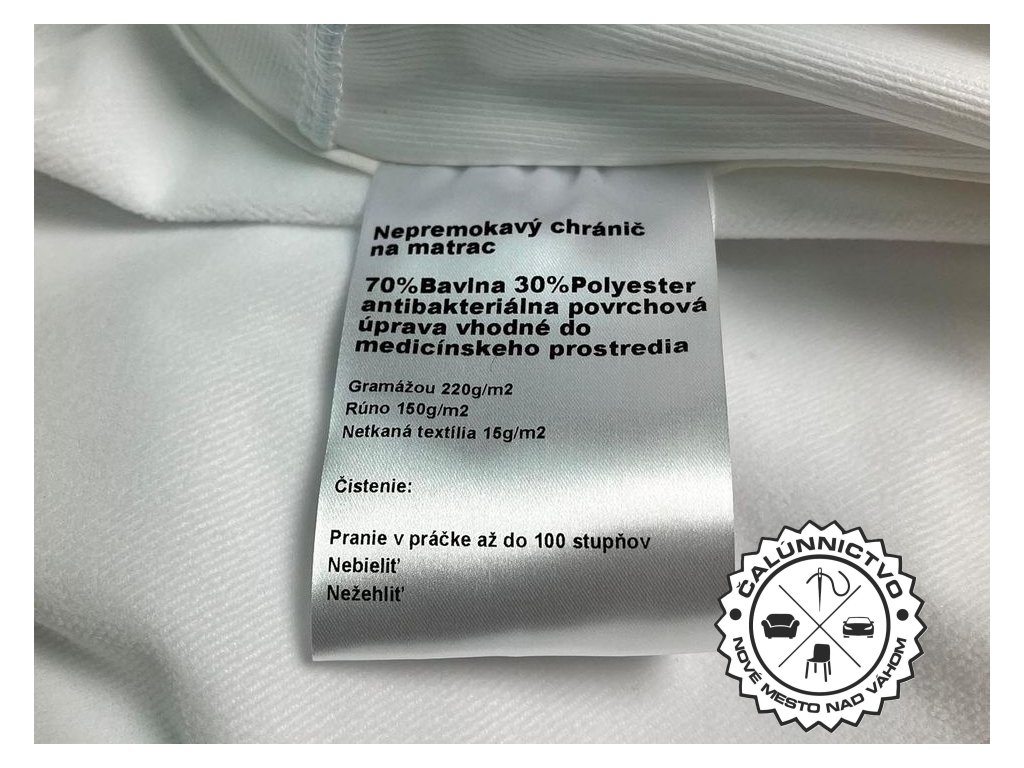 Nepremokavý chránič
na matrac
70%Bavlna 30%Polyester
antibakteriálna povrchová
úprava vhodné do
medicínskeho prostredia
Gramážou 220g/m2
Rúno 150g/m2
Netkaná textília 15g/m2
Čistenie:
Pranie v práčke až do 100 stupňov
Nebieliť
Nežehliť
ČALÚNNICTVO
NOVÉ MESTO NAD VÁHOM